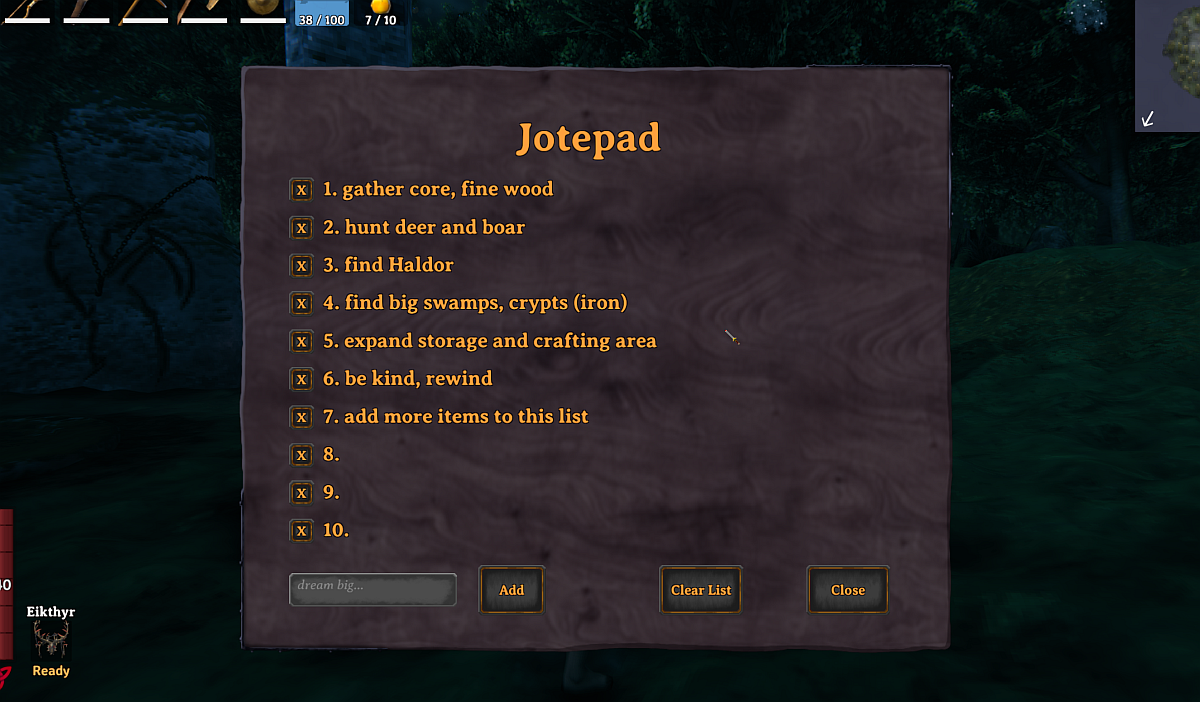 38 / 100
7 / 10
Jotepad
x 1. gather core, fine wood
x 2. hunt deer and boar
x 3. find Haldor
x 4. find big swamps, crypts (iron)
x 5. expand storage and crafting area
x 6. be kind, rewind
x 7. add more items to this list
x 8.
x 9.
x 10.
dream big...
Add
Clear List
Close
Eikthyr
Ready